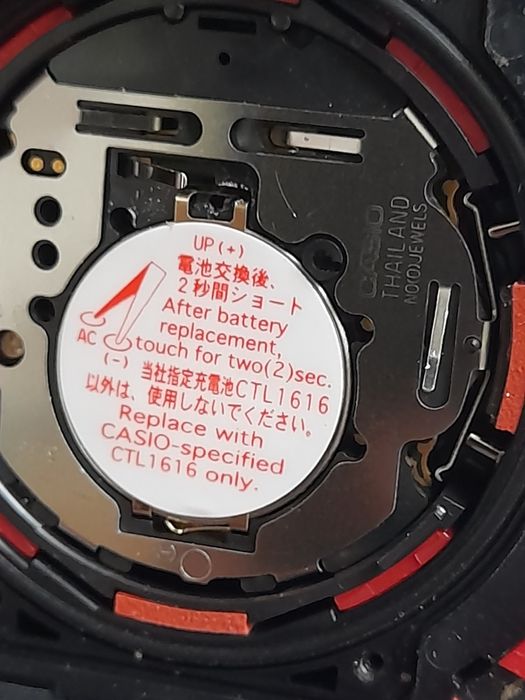 UP(+)
電池交換後、
2秒間ショート
After battery
replacement,
touch for two(2)sec.
AC
(-)
当社指定充電池CTL1616
以外は、使用しないでください。
Replace with
CASIO-specified
CTL1616 only.
CASIO
THAILAND
NO(0)JEWELS